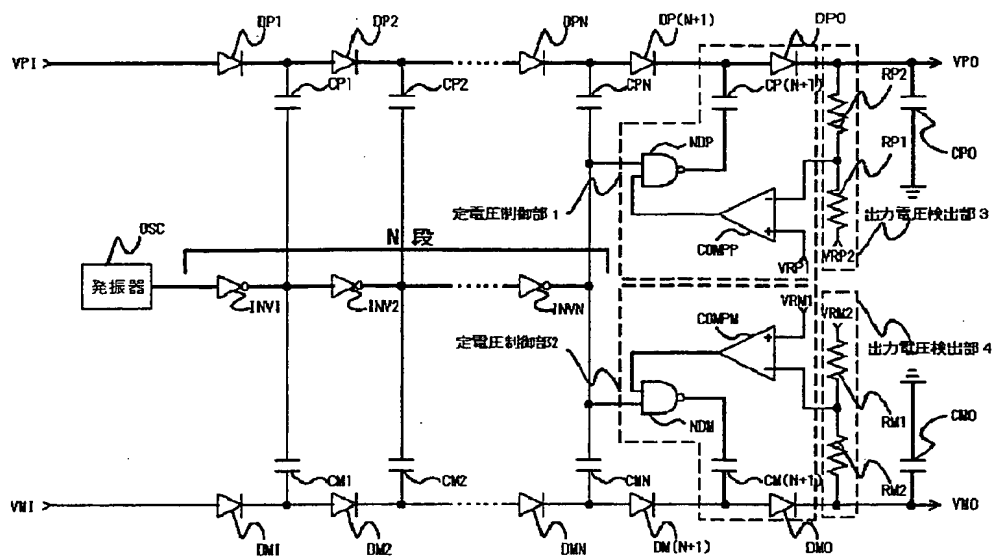 DP1 DP2 DPN DP(N+1) DPO
VPI VPO
CP1 CP2 CPN CP(N+1) RP2
NDP RP1 CPO
定電圧制御部1 出力電圧検出部3
OSC N 段 COMPP VRP1 VRP2
発振器
INV1 INV2 INVN VRM1 VRM2
COMPM
定電圧制御部2 出力電圧検出部4
NDM RM1 CMO
CM1 CM2 CMN CM(N+1) RM2
VMI VMO
DM1 DM2 DMN DM(N+1) DMO